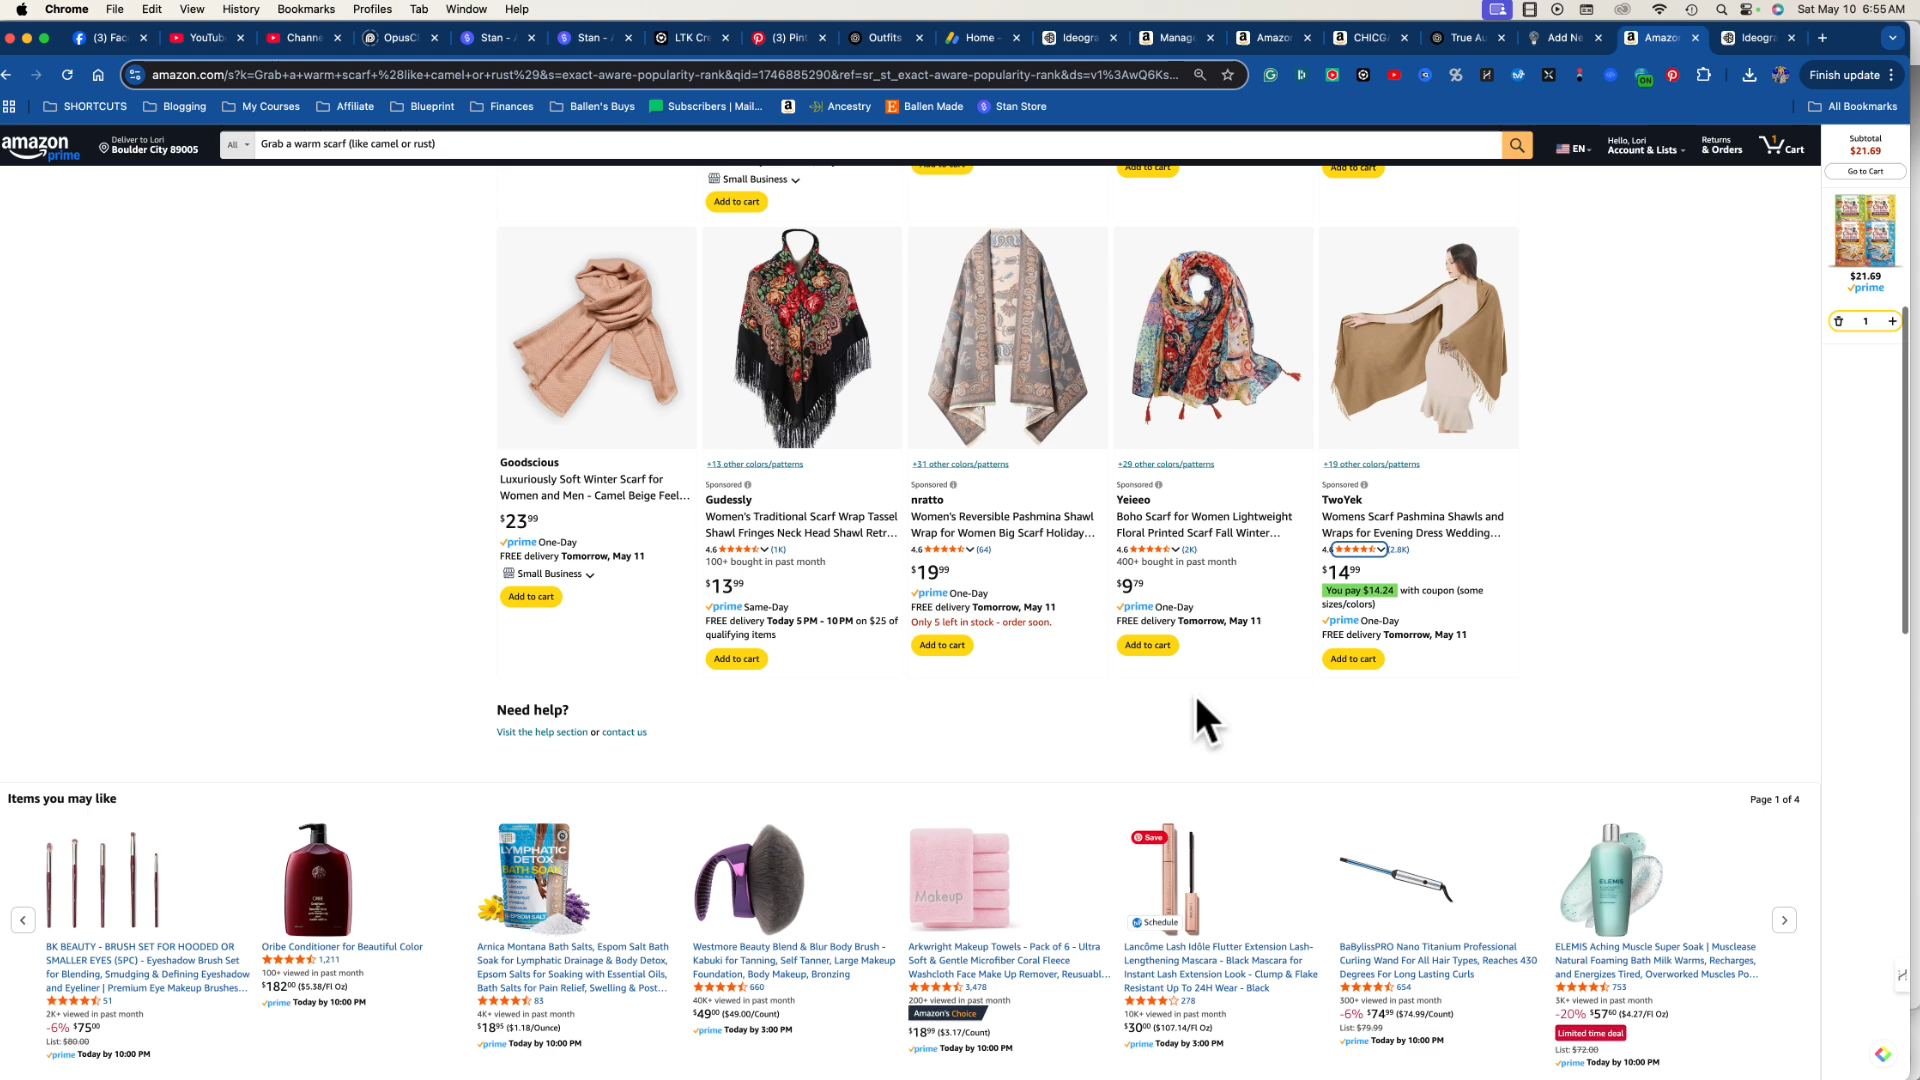 Chrome File Edit View History Bookmarks Profiles Tab Window Help Sat May 10 6:55 AM
(3) Fac YouTub Channe OpusCl Stan - Stan - LTK Cre (3) Pint Outfits Home - Ideogra Manag Amazo CHICGA True Au Add Ne Amazo Ideogra
amazon.com/s?k=Grab+a+warm+scarf+%28like+camel+or+rust%29&s=exact-aware-popularity-rank&qid=1746885290&ref=sr_st_exact-aware-popularity-rank&ds=v1%3AwQ6Ks... ON Finish update
SHORTCUTS Blogging My Courses Affiliate Blueprint Finances Ballen's Buys Subscribers | Mail... Ancestry Ballen Made Stan Store All Bookmarks
amazon prime
Deliver to Lori
Boulder City 89005
All
Grab a warm scarf (like camel or rust)
EN
Hello, Lori
Account & Lists
Returns
& Orders
1
Cart
Subtotal
$21.69
Go to Cart
$21.69
prime
1
Small Business
Add to cart
Add to cart
Add to cart
Add to cart
Goodscious
Luxuriously Soft Winter Scarf for
Women and Men - Camel Beige Feel...
$23 99
prime One-Day
FREE delivery Tomorrow, May 11
Small Business
Add to cart
+13 other colors/patterns
Sponsored
Gudessly
Women's Traditional Scarf Wrap Tassel
Shawl Fringes Neck Head Shawl Retr...
4.6 (1K)
100+ bought in past month
$13 99
prime Same-Day
FREE delivery Today 5 PM - 10 PM on $25 of
qualifying items
Add to cart
+31 other colors/patterns
Sponsored
nratto
Women's Reversible Pashmina Shawl
Wrap for Women Big Scarf Holiday...
4.6 (64)
$19 99
prime One-Day
FREE delivery Tomorrow, May 11
Only 5 left in stock - order soon.
Add to cart
+29 other colors/patterns
Sponsored
Yeieeo
Boho Scarf for Women Lightweight
Floral Printed Scarf Fall Winter...
4.6 (2K)
400+ bought in past month
$9 79
prime One-Day
FREE delivery Tomorrow, May 11
Add to cart
+19 other colors/patterns
Sponsored
TwoYek
Womens Scarf Pashmina Shawls and
Wraps for Evening Dress Wedding...
4.6 (2.8K)
$14 99
You pay $14.24 with coupon (some
sizes/colors)
prime One-Day
FREE delivery Tomorrow, May 11
Add to cart
Need help?
Visit the help section or contact us
Items you may like
Page 1 of 4
BK BEAUTY - BRUSH SET FOR HOODED OR
SMALLER EYES (5PC) - Eyeshadow Brush Set
for Blending, Smudging & Defining Eyeshadow
and Eyeliner | Premium Eye Makeup Brushes...
51
2K+ viewed in past month
-6% $75 00
List: $80.00
prime Today by 10:00 PM
Oribe Conditioner for Beautiful Color
1,211
100+ viewed in past month
$182 00 ($5.38/Fl Oz)
prime Today by 10:00 PM
LYMPHATIC
DETOX
BATH SOAK
EPSOM SALT
Arnica Montana Bath Salts, Espom Salt Bath
Soak for Lymphatic Drainage & Body Detox,
Epsom Salts for Soaking with Essential Oils,
Bath Salts for Pain Relief, Swelling & Post...
83
4K+ viewed in past month
$18 95 ($1.18/Ounce)
prime Today by 10:00 PM
Westmore Beauty Blend & Blur Body Brush -
Kabuki for Tanning, Self Tanner, Large Makeup
Foundation, Body Makeup, Bronzing
660
40K+ viewed in past month
$49 00 ($49.00/Count)
prime Today by 3:00 PM
Makeup
Arkwright Makeup Towels - Pack of 6 - Ultra
Soft & Gentle Microfiber Coral Fleece
Washcloth Face Make Up Remover, Reusabl...
3,478
200+ viewed in past month
Amazon's Choice
$18 99 ($3.17/Count)
prime Today by 10:00 PM
Save
Schedule
Lancôme Lash Idôle Flutter Extension Lash-
Lengthening Mascara - Black Mascara for
Instant Lash Extension Look - Clump & Flake
Resistant Up To 24H Wear - Black
278
10K+ viewed in past month
$30 00 ($107.14/Fl Oz)
prime Today by 3:00 PM
BaBylissPRO Nano Titanium Professional
Curling Wand For All Hair Types, Reaches 430
Degrees For Long Lasting Curls
654
300+ viewed in past month
-6% $74 99 ($74.99/Count)
List: $79.99
prime Today by 10:00 PM
ELEMIS
ELEMIS Aching Muscle Super Soak | Musclease
Natural Foaming Bath Milk Warms, Recharges,
and Energizes Tired, Overworked Muscles Po...
753
3K+ viewed in past month
-20% $57 60 ($4.27/Fl Oz)
Limited time deal
List: $72.00
prime Today by 10:00 PM